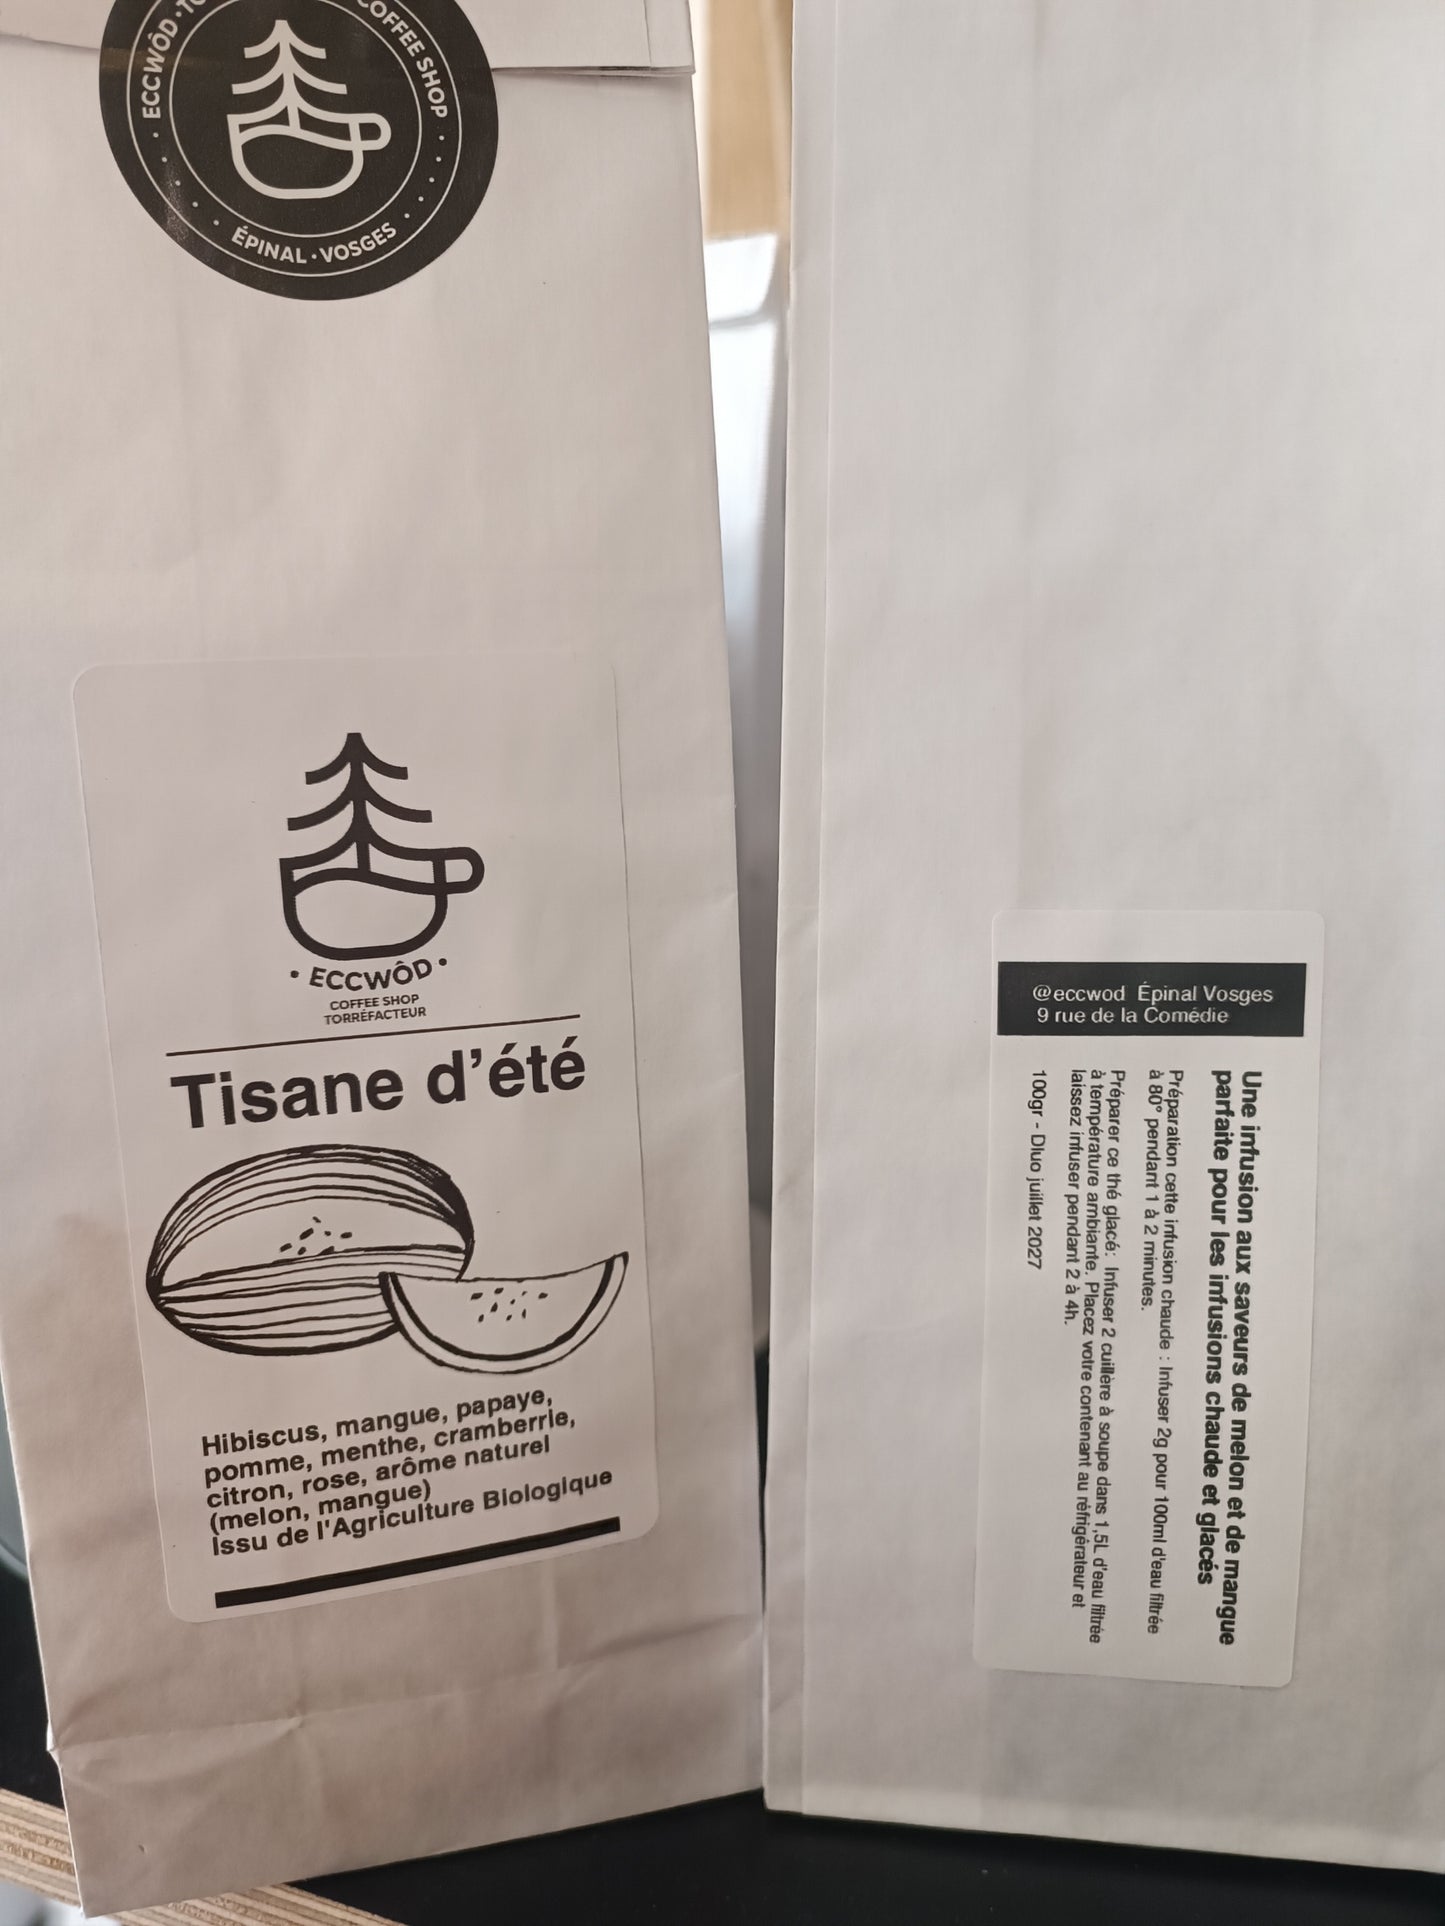 ECCWÔD
COFFEE SHOP
ÉPINAL · VOSGES
· ECCWÔD ·
COFFEE SHOP
TORRÉFACTEUR
Tisane d'été
Hibiscus, mangue, papaye,
pomme, menthe, cramberrie,
citron, rose, arôme naturel
(melon, mangue)
Issu de l'Agriculture Biologique
@eccwod Épinal Vosges
9 rue de la Comédie
Une infusion aux saveurs de melon et de mangue
parfaite pour les infusions chaude et glacés
Préparation cette infusion chaude : Infuser 2g pour 100ml d'eau filtrée
à 80° pendant 1 à 2 minutes.
Préparer ce thé glacé: Infuser 2 cuillère à soupe dans 1,5L d'eau filtrée
à température ambiante. Placez votre contenant au réfrigérateur et
laissez infuser pendant 2 à 4h.
100gr - Dluo juillet 2027